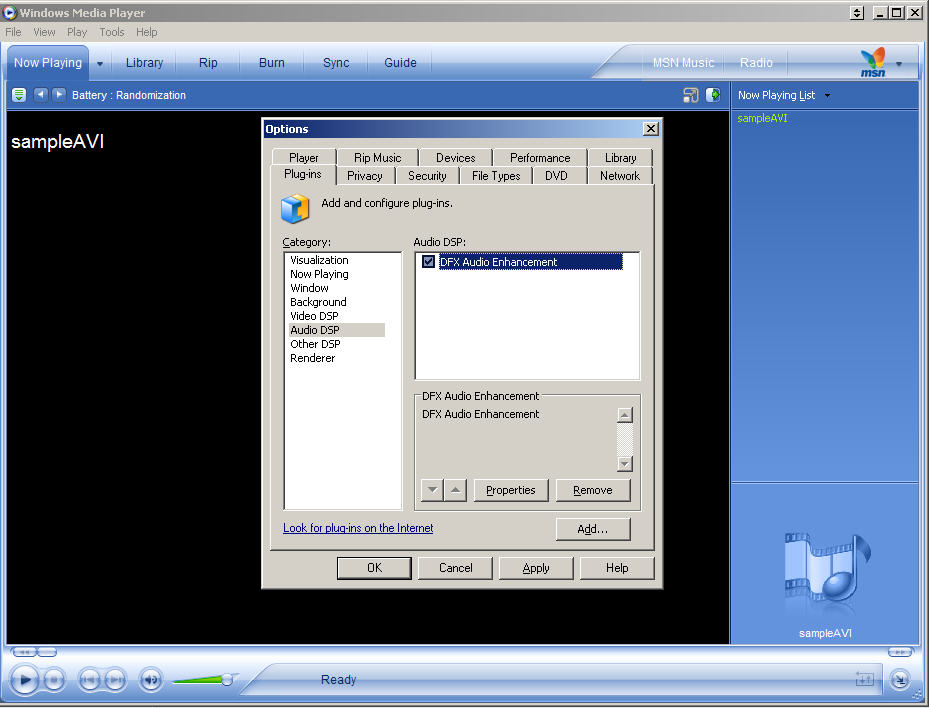 Windows Media Player
File View Play Tools Help
Now Playing Library Rip Burn Sync Guide MSN Music Radio msn
Battery : Randomization
Now Playing List
sampleAVI
sampleAVI
Options
Player Rip Music Devices Performance Library
Plug-ins Privacy Security File Types DVD Network
Add and configure plug-ins.
Category:
Visualization
Now Playing
Window
Background
Video DSP
Audio DSP
Other DSP
Renderer
Audio DSP:
DFX Audio Enhancement
DFX Audio Enhancement
DFX Audio Enhancement
Properties Remove
Look for plug-ins on the Internet
Add...
OK Cancel Apply Help
sampleAVI
Ready